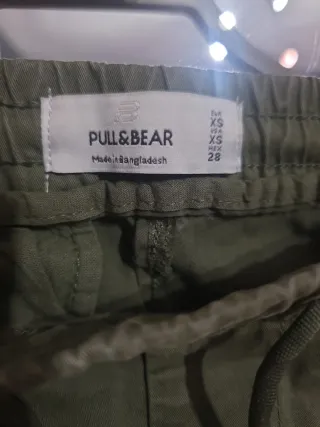 PULL&BEAR
Made in Bangladesh
EUR
XS
USA
XS
MEX
28